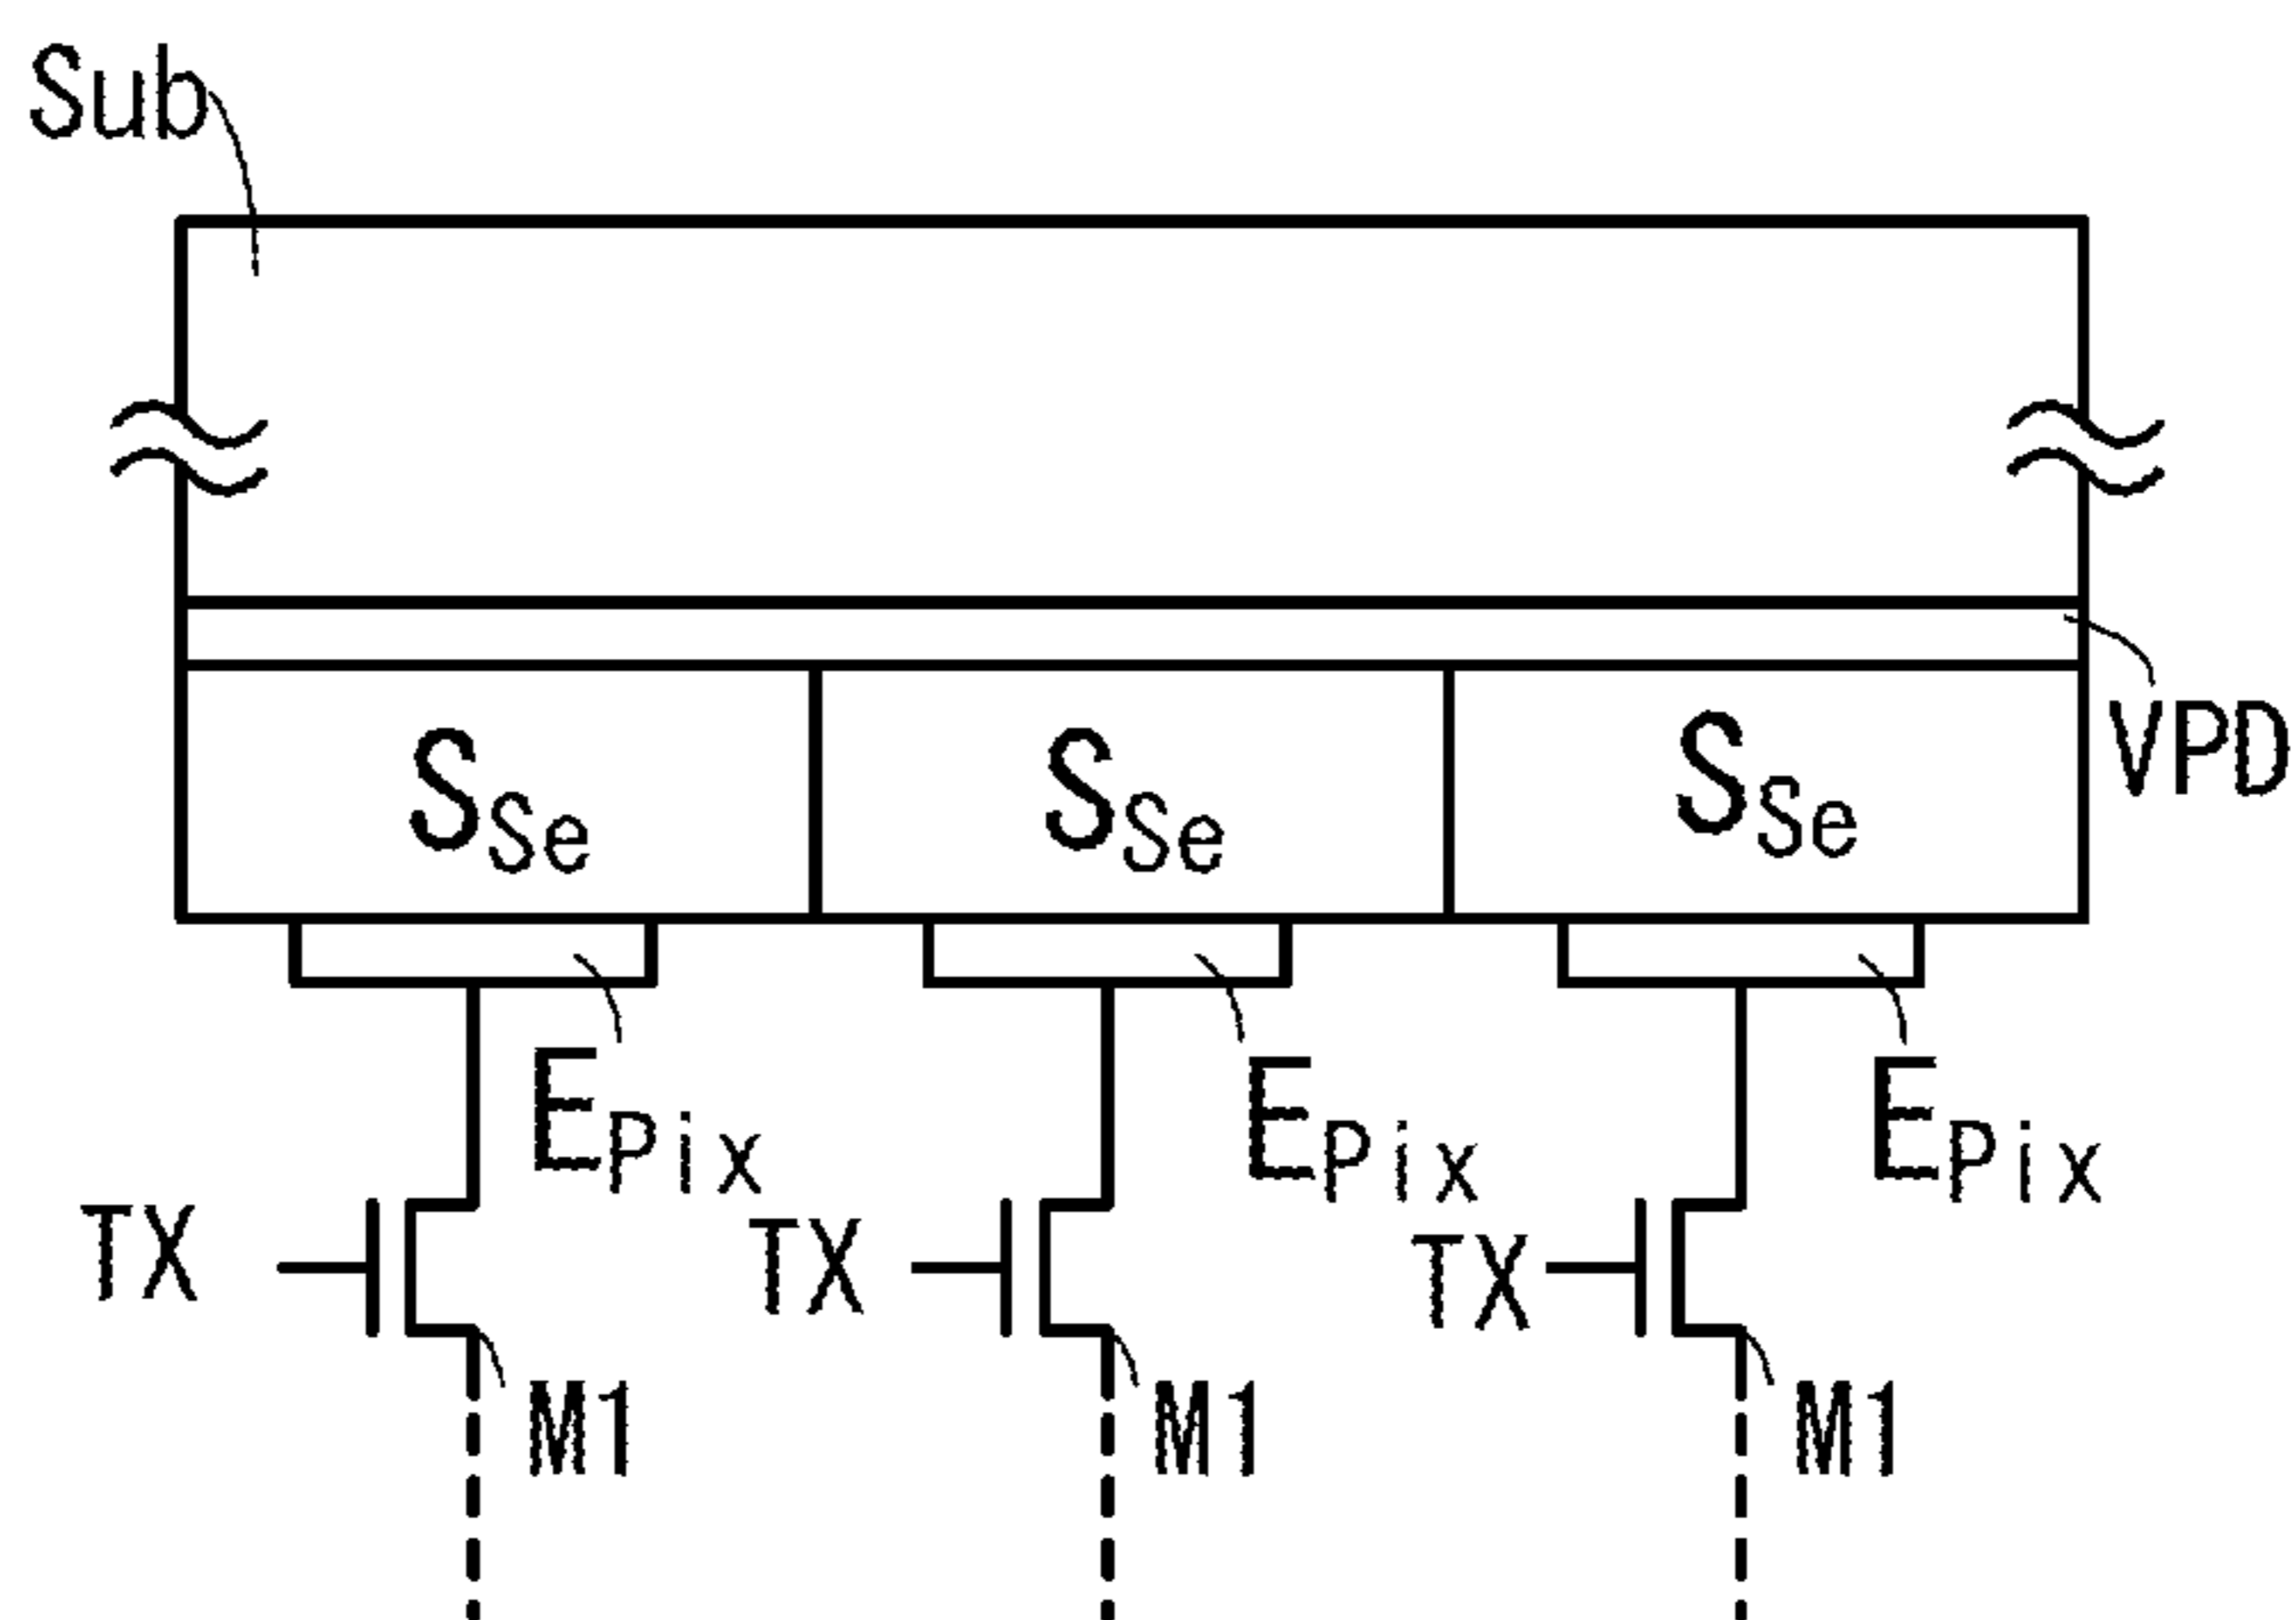 Sub
VPD
SSe SSe SSe
EPix EPix EPix
TX TX TX
M1 M1 M1